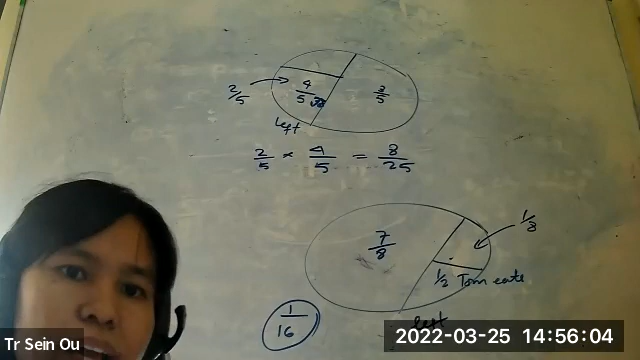 2/5
4/5
3/5
left
2/5 × 4/5 = 8/25
1/8
7/8
1/2 Tom eats
1/16
left
Tr Sein Ou
2022-03-25 14:56:04